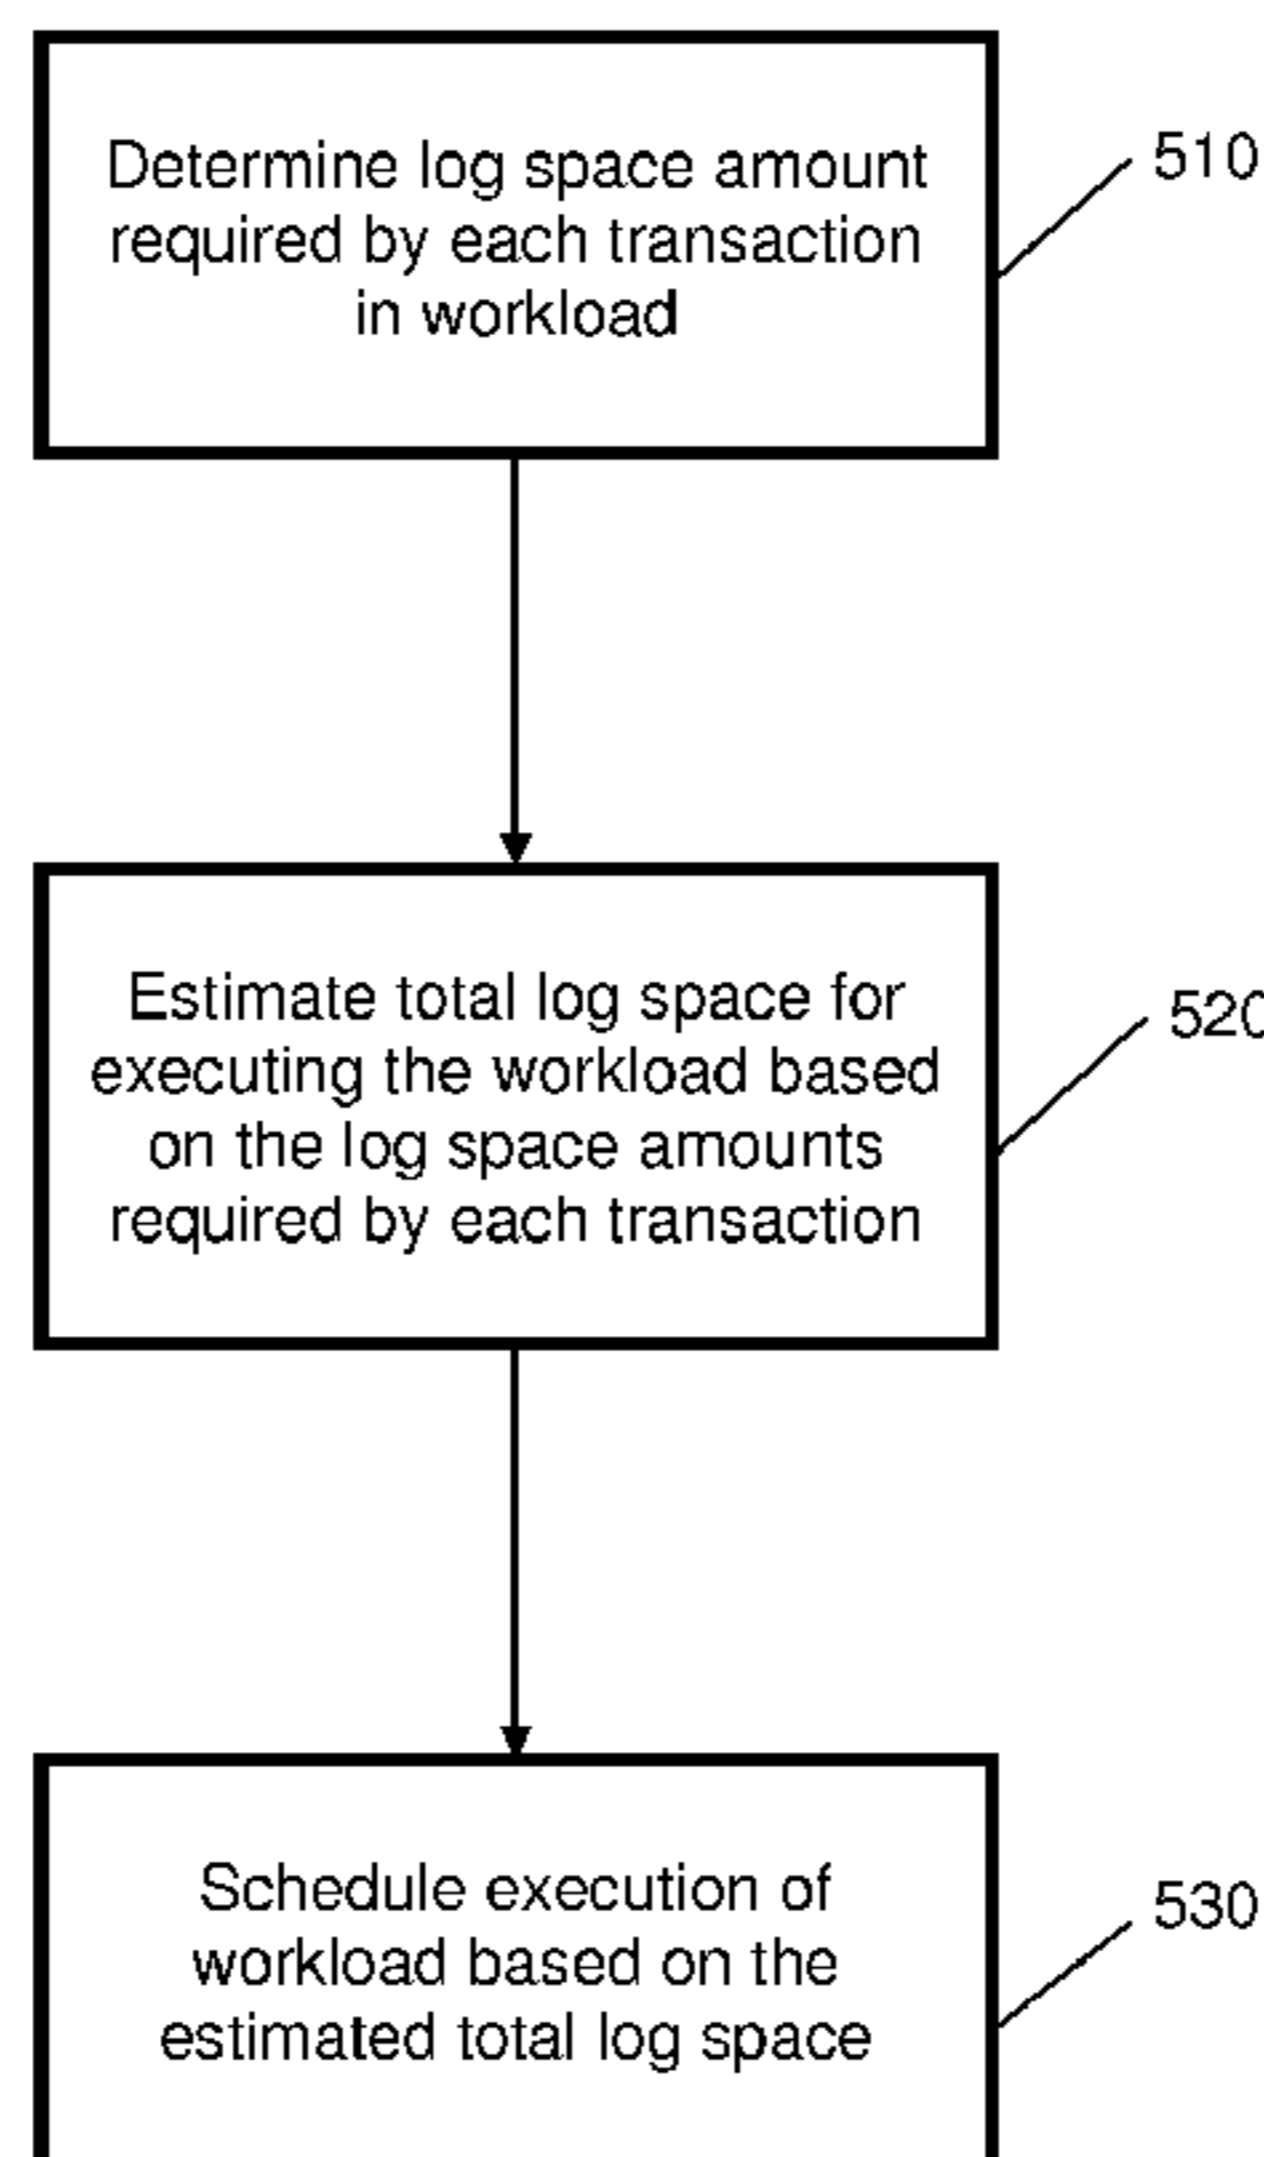 Determine log space amount
required by each transaction
in workload
510
Estimate total log space for
executing the workload based
on the log space amounts
required by each transaction
520
Schedule execution of
workload based on the
estimated total log space
530